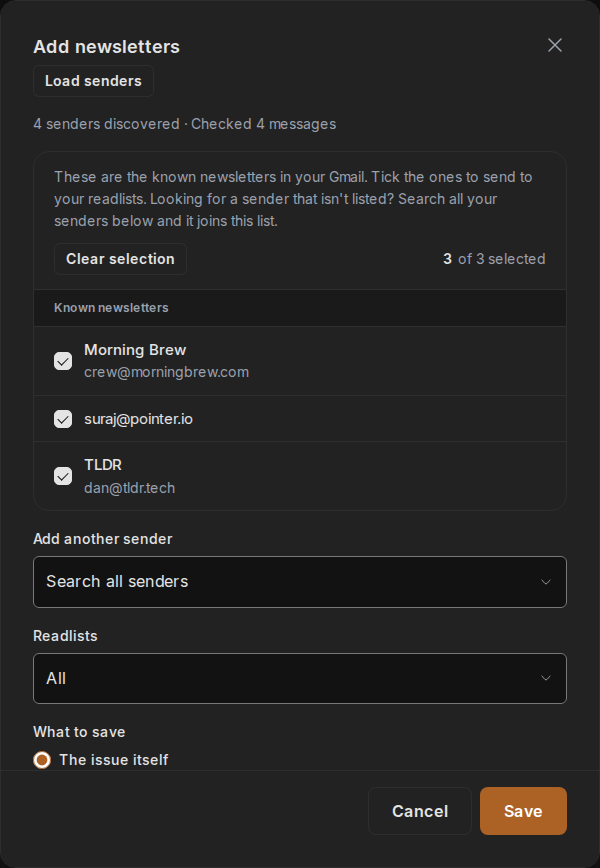 Add newsletters
Load senders
4 senders discovered · Checked 4 messages
These are the known newsletters in your Gmail. Tick the ones to send to
your readlists. Looking for a sender that isn't listed? Search all your
senders below and it joins this list.
Clear selection
3 of 3 selected
Known newsletters
Morning Brew
crew@morningbrew.com
suraj@pointer.io
TLDR
dan@tldr.tech
Add another sender
Search all senders
Readlists
All
What to save
The issue itself
Cancel
Save